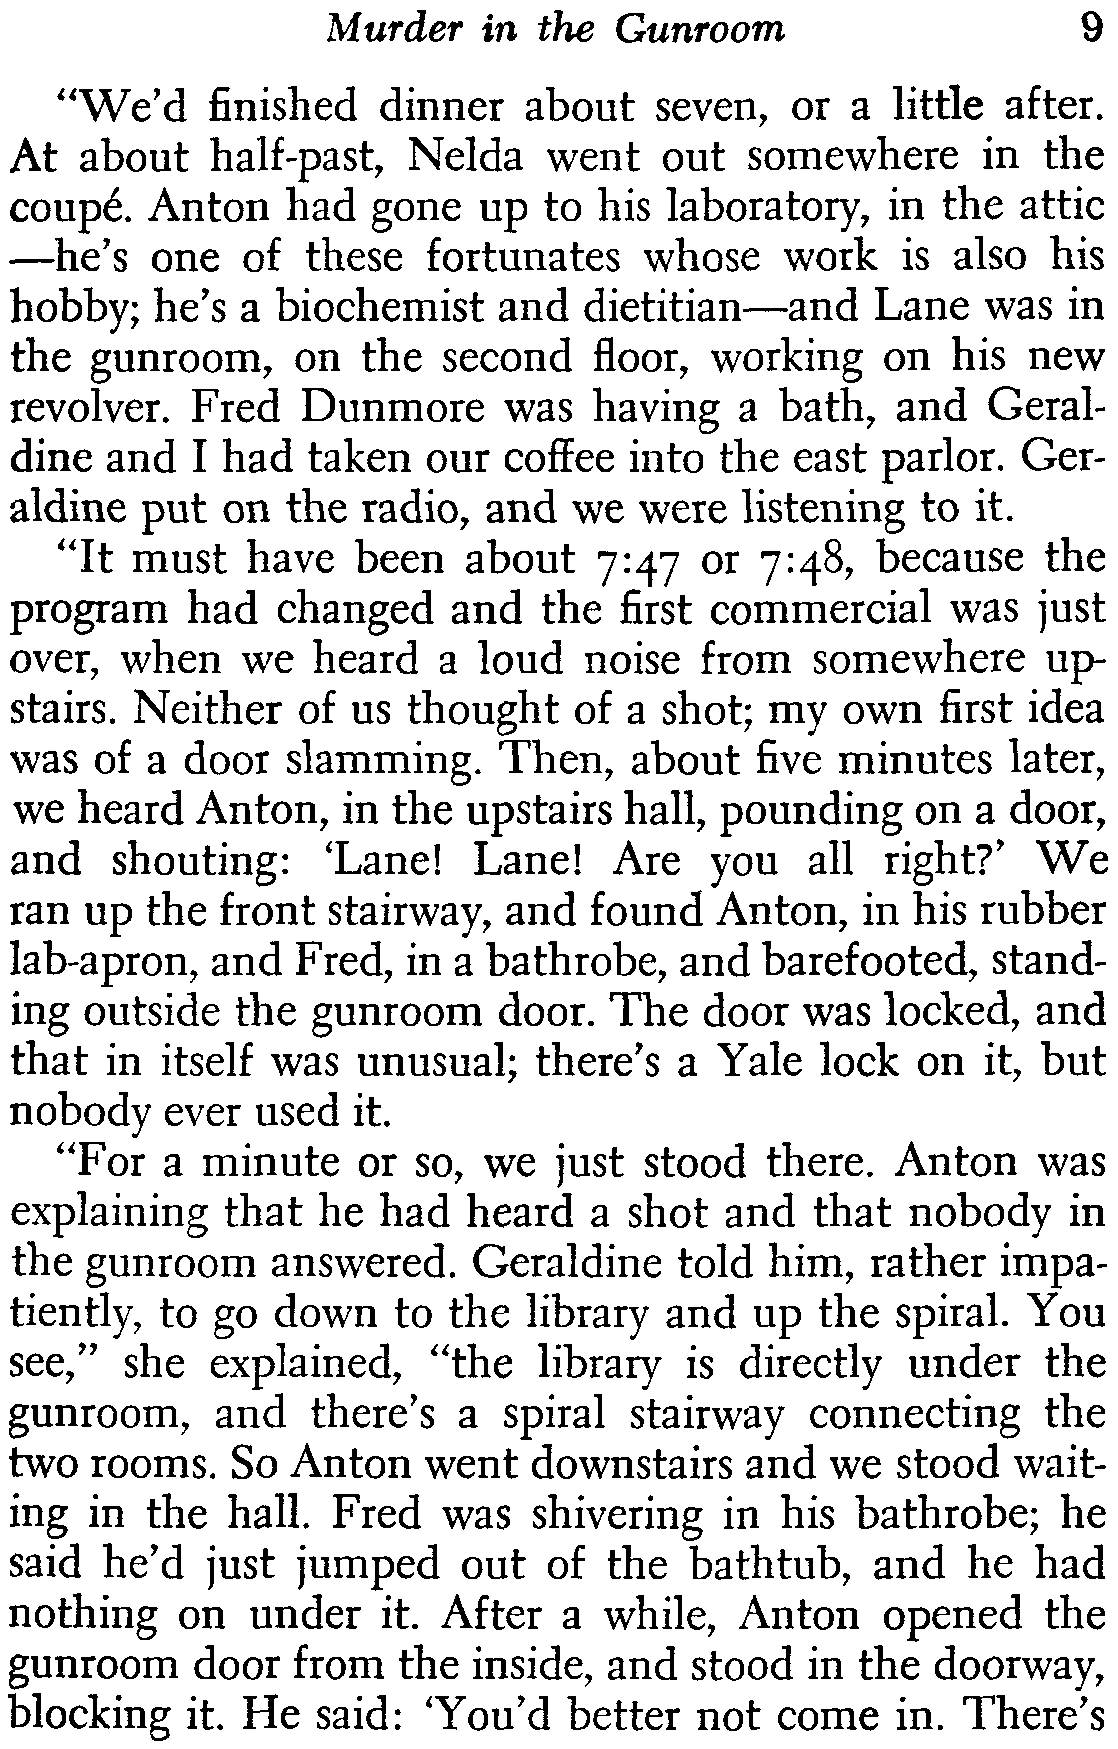 Murder in the Gunroom 9
“We’d finished dinner about seven, or a little after.
At about half-past, Nelda went out somewhere in the
coupé. Anton had gone up to his laboratory, in the attic
—he’s one of these fortunates whose work is also his
hobby; he’s a biochemist and dietitian—and Lane was in
the gunroom, on the second floor, working on his new
revolver. Fred Dunmore was having a bath, and Geral-
dine and I had taken our coffee into the east parlor. Ger-
aldine put on the radio, and we were listening to it.
“It must have been about 7:47 or 7:48, because the
program had changed and the first commercial was just
over, when we heard a loud noise from somewhere up-
stairs. Neither of us thought of a shot; my own first idea
was of a door slamming. Then, about five minutes later,
we heard Anton, in the upstairs hall, pounding on a door,
and shouting: ‘Lane! Lane! Are you all right?’ We
ran up the front stairway, and found Anton, in his rubber
lab-apron, and Fred, in a bathrobe, and barefooted, stand-
ing outside the gunroom door. The door was locked, and
that in itself was unusual; there’s a Yale lock on it, but
nobody ever used it.
“For a minute or so, we just stood there. Anton was
explaining that he had heard a shot and that nobody in
the gunroom answered. Geraldine told him, rather impa-
tiently, to go down to the library and up the spiral. You
see,” she explained, “the library is directly under the
gunroom, and there’s a spiral stairway connecting the
two rooms. So Anton went downstairs and we stood wait-
ing in the hall. Fred was shivering in his bathrobe; he
said he’d just jumped out of the bathtub, and he had
nothing on under it. After a while, Anton opened the
gunroom door from the inside, and stood in the doorway,
blocking it. He said: ‘You’d better not come in. There’s